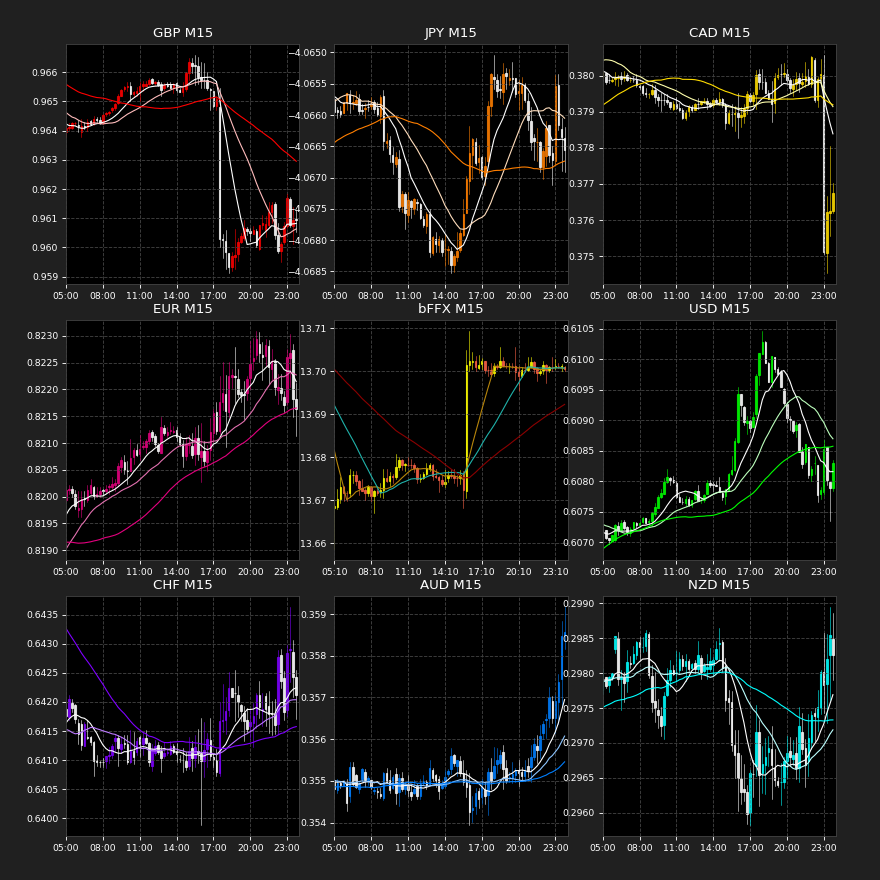 GBP M15 JPY M15 CAD M15
0.966 0.965 0.964 0.963 0.962 0.961 0.960 0.959
−4.0650 −4.0655 −4.0660 −4.0665 −4.0670 −4.0675 −4.0680 −4.0685
0.380 0.379 0.378 0.377 0.376 0.375
05:00 08:00 11:00 14:00 17:00 20:00 23:00 05:00 08:00 11:00 14:00 17:00 20:00 23:00 05:00 08:00 11:00 14:00 17:00 20:00 23:00
EUR M15 bFFX M15 USD M15
0.8230 0.8225 0.8220 0.8215 0.8210 0.8205 0.8200 0.8195 0.8190
13.71 13.70 13.69 13.68 13.67 13.66
0.6105 0.6100 0.6095 0.6090 0.6085 0.6080 0.6075 0.6070
05:00 08:00 11:00 14:00 17:00 20:00 23:00 05:10 08:10 11:10 14:10 17:10 20:10 23:10 05:00 08:00 11:00 14:00 17:00 20:00 23:00
CHF M15 AUD M15 NZD M15
0.6435 0.6430 0.6425 0.6420 0.6415 0.6410 0.6405 0.6400
0.359 0.358 0.357 0.356 0.355 0.354
0.2990 0.2985 0.2980 0.2975 0.2970 0.2965 0.2960
05:00 08:00 11:00 14:00 17:00 20:00 23:00 05:00 08:00 11:00 14:00 17:00 20:00 23:00 05:00 08:00 11:00 14:00 17:00 20:00 23:00